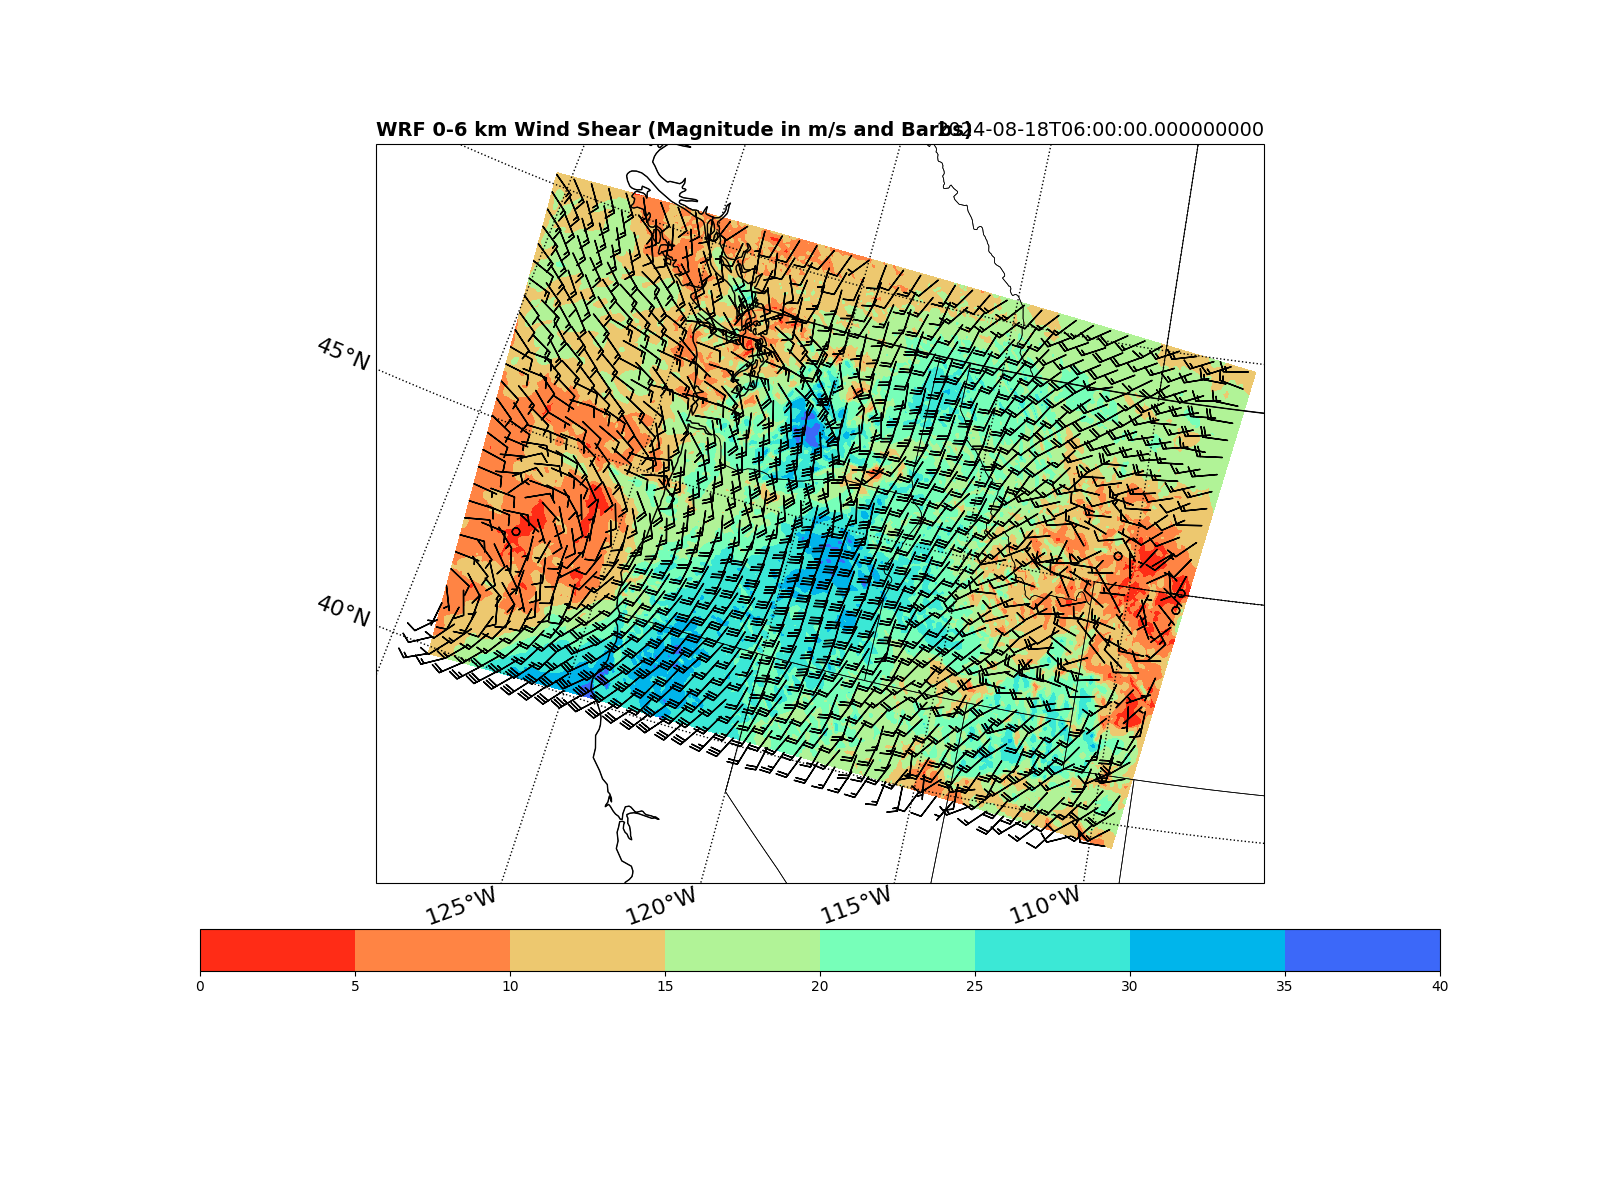 WRF 0-6 km Wind Shear (Magnitude in m/s and Barbs)
2024-08-18T06:00:00.000000000
45°N
40°N
125°W 120°W 115°W 110°W
0 5 10 15 20 25 30 35 40